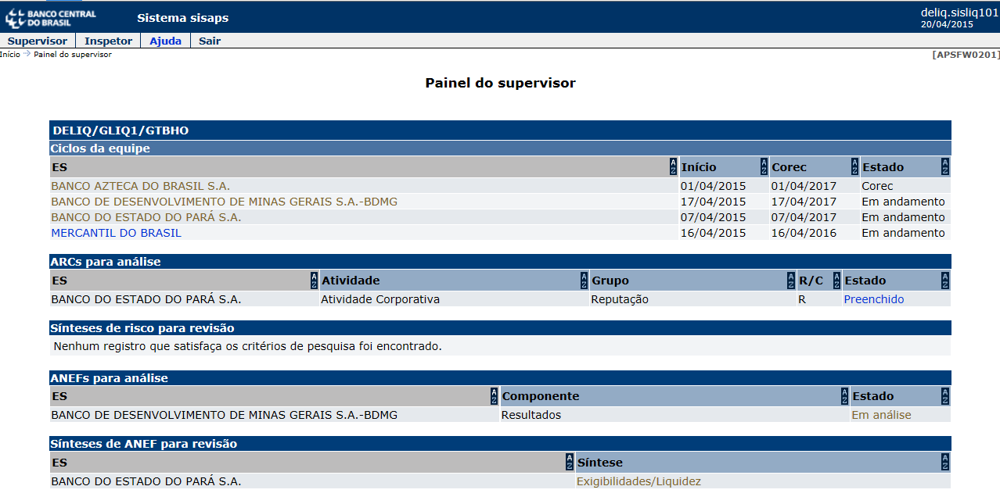 BANCO CENTRAL
DO BRASIL
Sistema sisaps
deliq.sisliq101
20/04/2015
Supervisor Inspetor Ajuda Sair
Início Painel do supervisor [APSFW0201]
Painel do supervisor
DELIQ/GLIQ1/GTBHO
Ciclos da equipe
ES Início Corec Estado
BANCO AZTECA DO BRASIL S.A. 01/04/2015 01/04/2017 Corec
BANCO DE DESENVOLVIMENTO DE MINAS GERAIS S.A.-BDMG 17/04/2015 17/04/2017 Em andamento
BANCO DO ESTADO DO PARÁ S.A. 07/04/2015 07/04/2017 Em andamento
MERCANTIL DO BRASIL 16/04/2015 16/04/2016 Em andamento
ARCs para análise
ES Atividade Grupo R/C Estado
BANCO DO ESTADO DO PARÁ S.A. Atividade Corporativa Reputação R Preenchido
Sínteses de risco para revisão
Nenhum registro que satisfaça os critérios de pesquisa foi encontrado.
ANEFs para análise
ES Componente Estado
BANCO DE DESENVOLVIMENTO DE MINAS GERAIS S.A.-BDMG Resultados Em análise
Sínteses de ANEF para revisão
ES Síntese
BANCO DO ESTADO DO PARÁ S.A. Exigibilidades/Liquidez